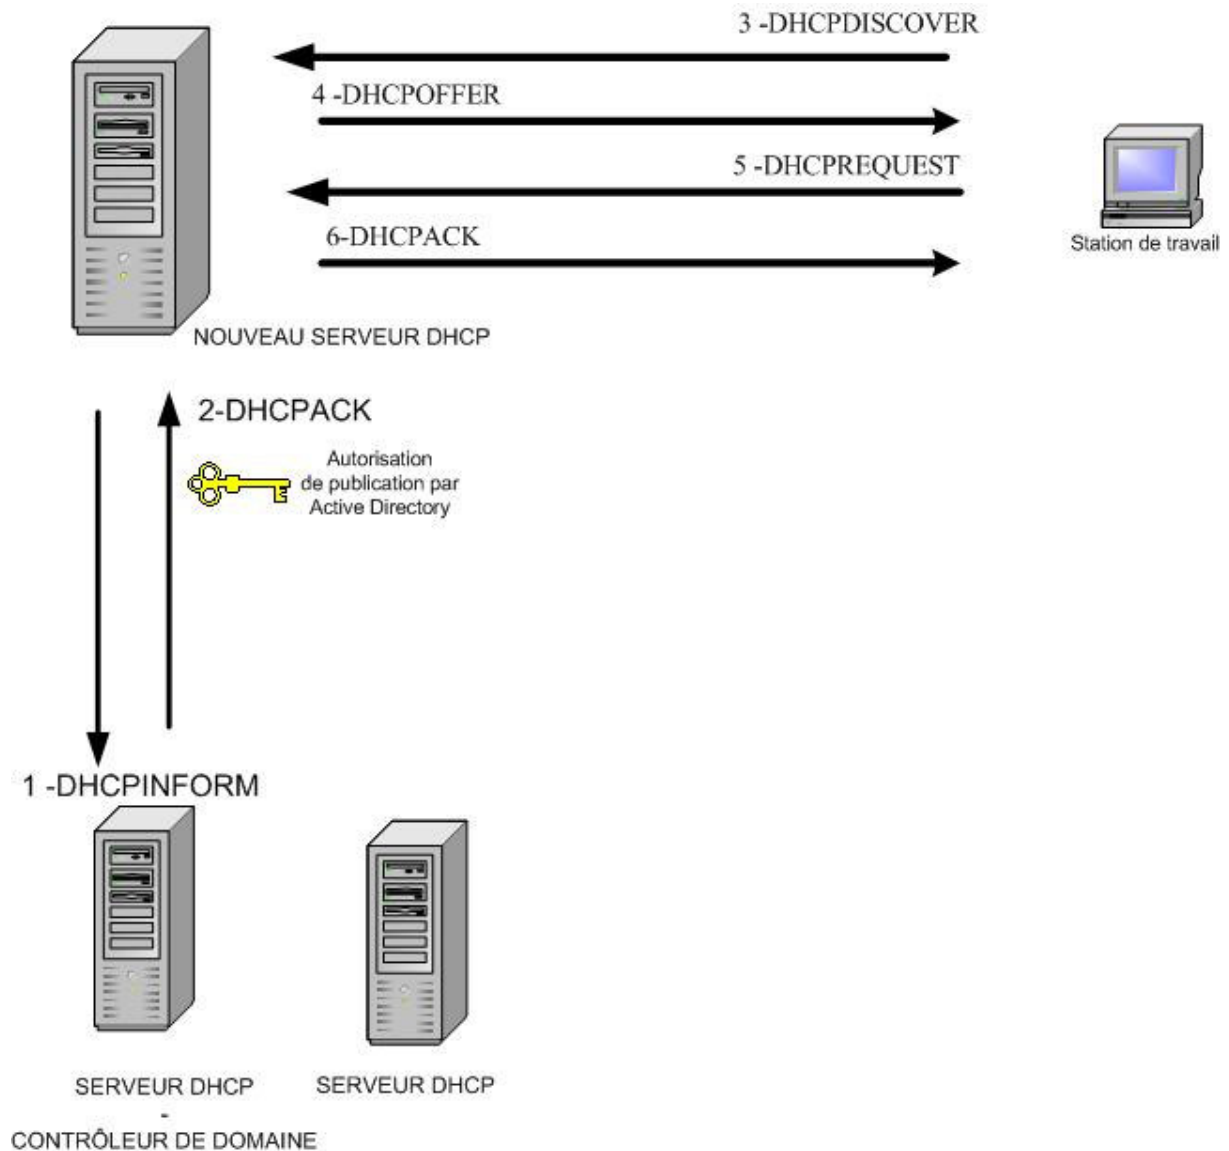 3 -DHCPDISCOVER
4 -DHCPOFFER
5 -DHCPREQUEST
6-DHCPACK
Station de travail
NOUVEAU SERVEUR DHCP
2-DHCPACK
Autorisation
de publication par
Active Directory
1 -DHCPINFORM
SERVEUR DHCP
-
CONTRÔLEUR DE DOMAINE
SERVEUR DHCP